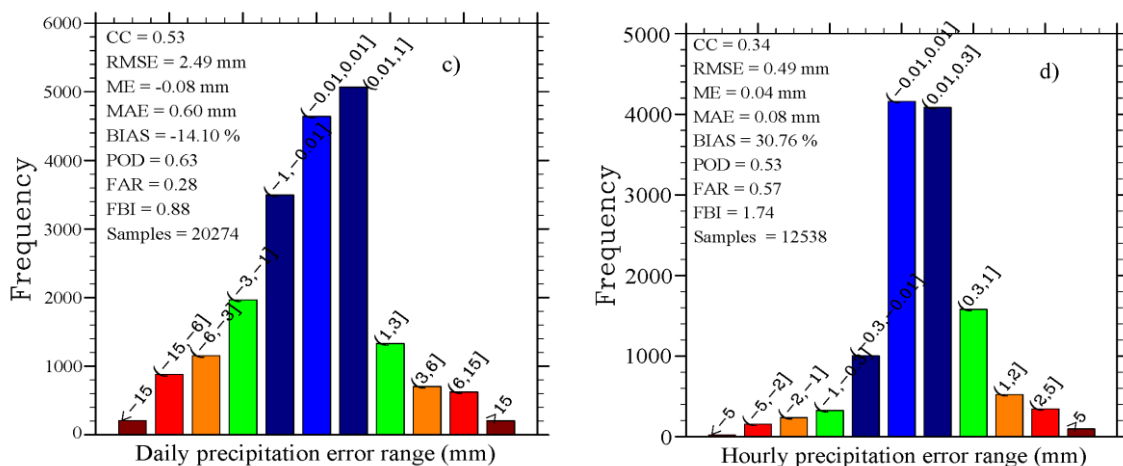 6000
5000
4000
3000
2000
1000
0
Frequency
CC = 0.53
RMSE = 2.49 mm
ME = -0.08 mm
MAE = 0.60 mm
BIAS = -14.10 %
POD = 0.63
FAR = 0.28
FBI = 0.88
Samples = 20274
c)
<-15
(-15,-6]
(-6,-3]
(-3,-1]
(-1,-0.01]
(-0.01,0.01]
(0.01,1]
(1,3]
(3,6]
(6,15]
>15
Daily precipitation error range (mm)
5000
4000
3000
2000
1000
0
Frequency
CC = 0.34
RMSE = 0.49 mm
ME = 0.04 mm
MAE = 0.08 mm
BIAS = 30.76 %
POD = 0.53
FAR = 0.57
FBI = 1.74
Samples = 12538
d)
<-5
(-5,-2]
(-2,-1]
(-1,-0.3]
(-0.3,-0.01]
(-0.01,0.01]
(0.01,0.3]
(0.3,1]
(1,2]
(2,5]
>5
Hourly precipitation error range (mm)